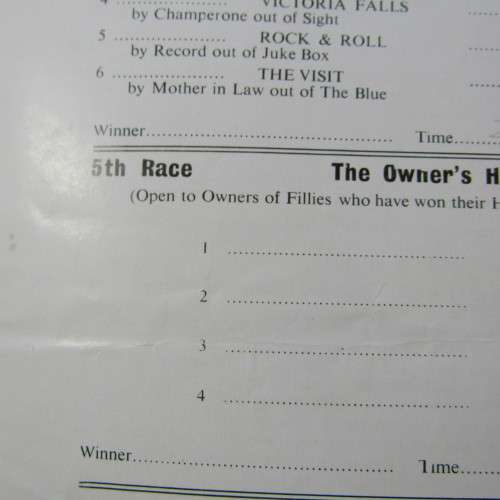 4 .................... VICTORIA FALLS ......
by Champerone out of Sight
5 ...................... ROCK & ROLL ......
by Record out of Juke Box
6 ...................... THE VISIT ......
by Mother in Law out of The Blue
Winner................................................ Time.........
5th Race The Owner's H
(Open to Owners of Fillies who have won their H
1 ................................................
2 ................................................
3 ................................................
4 ................................................
Winner................................................ Time.........